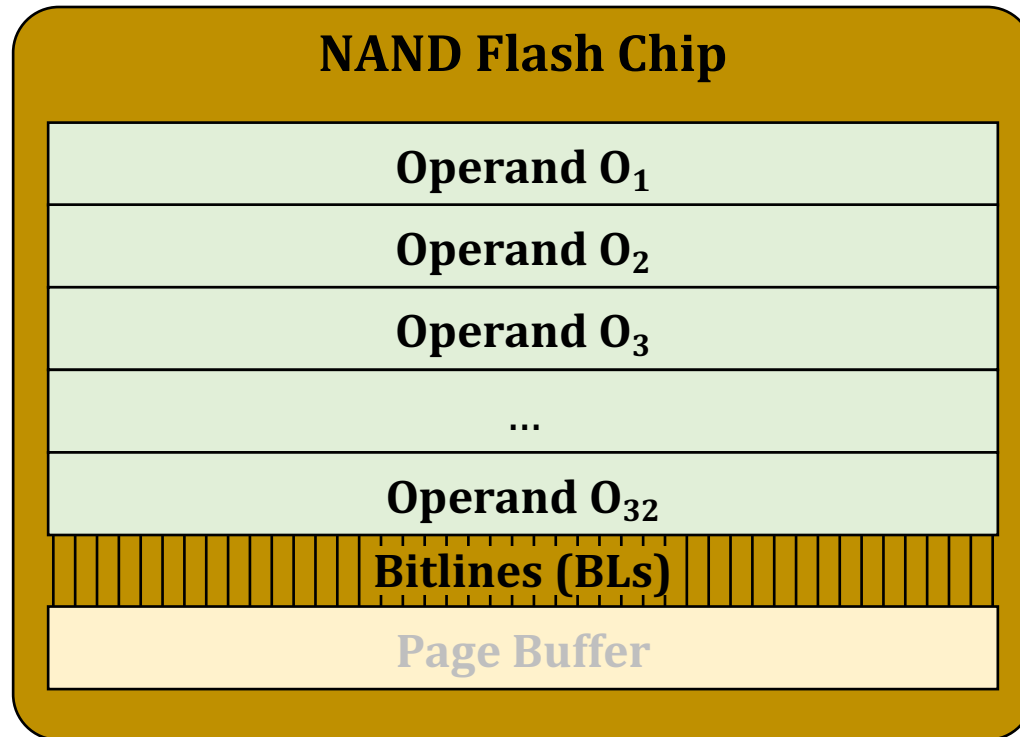 NAND Flash Chip
Operand O₁
Operand O₂
Operand O₃
...
Operand O₃₂
Bitlines (BLs)
Page Buffer